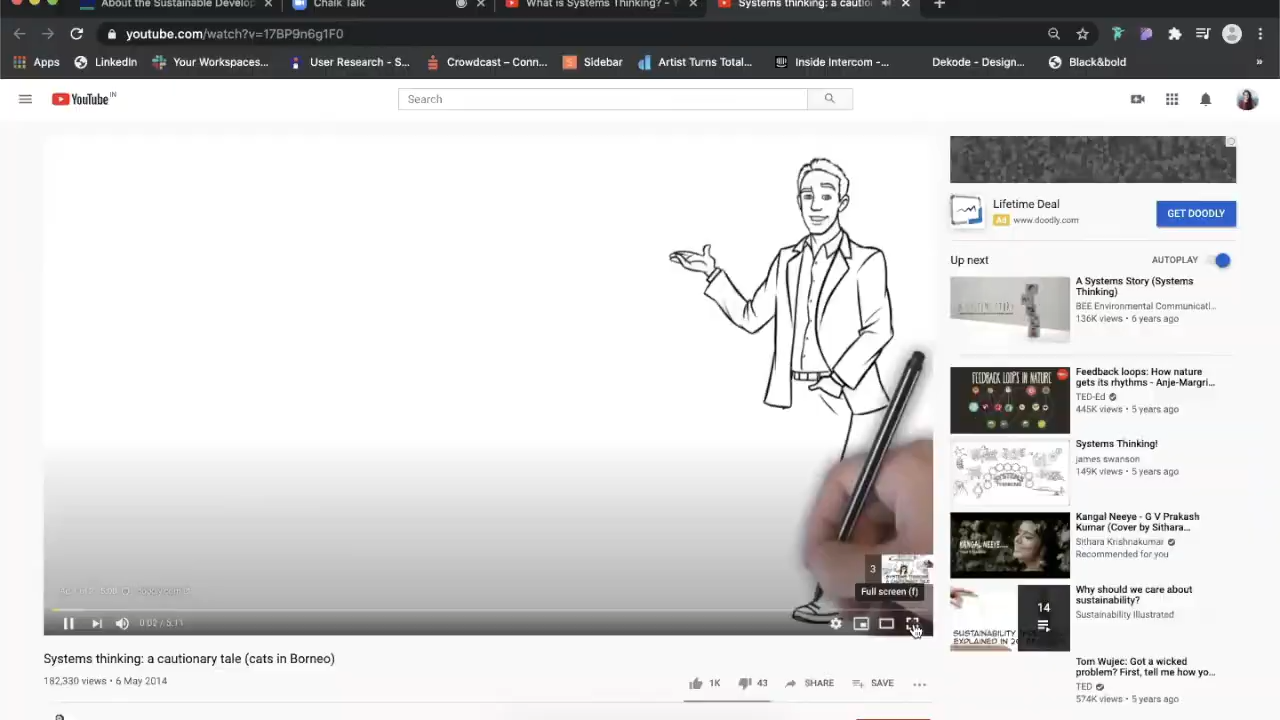 About the Sustainable Develop
Chalk Talk
What is Systems Thinking? - Y
Systems thinking: a cautio
youtube.com/watch?v=17BP9n6g1F0
Apps
LinkedIn
Your Workspaces...
User Research - S...
Crowdcast - Conn...
Sidebar
Artist Turns Total...
Inside Intercom -...
Dekode - Design...
Black&bold
»
YouTube IN
Search
Lifetime Deal
Ad www.doodly.com
GET DOODLY
Up next
AUTOPLAY
A Systems Story (Systems
Thinking)
BEE Environmental Communicati...
136K views • 6 years ago
FEEDBACK LOOPS IN NATURE
Feedback loops: How nature
gets its rhythms - Anje-Margri...
TED-Ed
445K views • 5 years ago
Systems Thinking!
james swanson
149K views • 5 years ago
KANGAL NEEYE...
Kangal Neeye - G V Prakash
Kumar (Cover by Sithara...
Sithara Krishnakumar
Recommended for you
14
Why should we care about
sustainability?
Sustainability Illustrated
Tom Wujec: Got a wicked
problem? First, tell me how yo...
TED
574K views • 5 years ago
3
Full screen (f)
0:02 / 5:11
Systems thinking: a cautionary tale (cats in Borneo)
182,330 views • 6 May 2014
1K
43
SHARE
SAVE